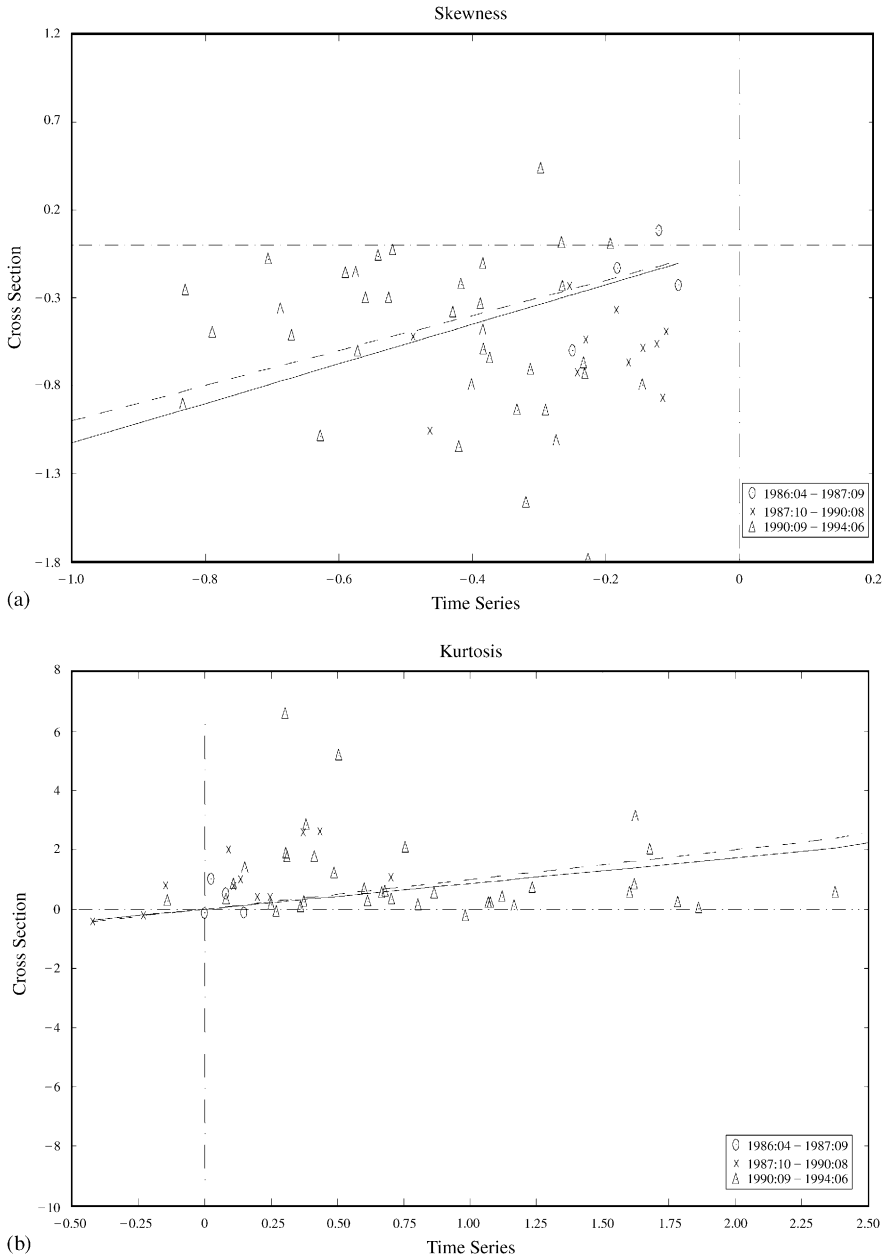 Skewness
1.2
0.7
0.2
−0.3
−0.8
−1.3
−1.8
Cross Section
1986:04 − 1987:09
1987:10 − 1990:08
1990:09 − 1994:06
−1.0 −0.8 −0.6 −0.4 −0.2 0 0.2
(a)
Time Series
Kurtosis
8
6
4
2
0
−2
−4
−6
−8
−10
Cross Section
1986:04 − 1987:09
1987:10 − 1990:08
1990:09 − 1994:06
−0.50 −0.25 0 0.25 0.50 0.75 1.00 1.25 1.50 1.75 2.00 2.25 2.50
(b)
Time Series